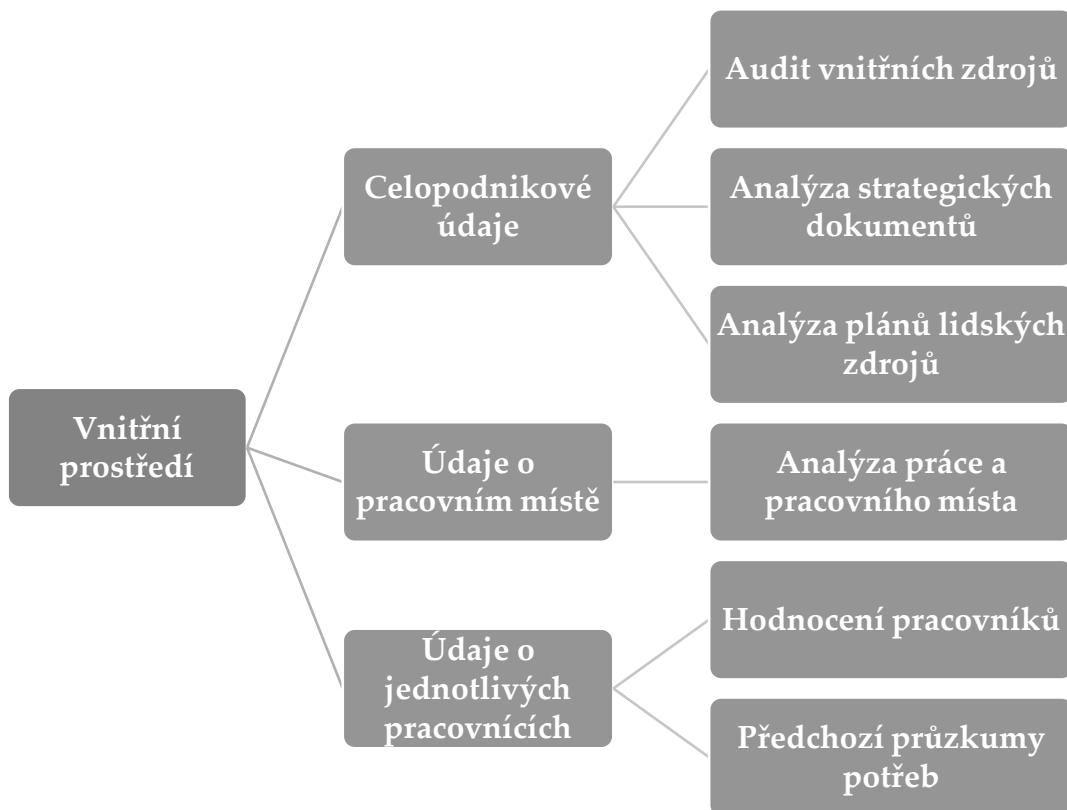 Vnitřní
prostředí
Celopodnikové
údaje
Audit vnitřních zdrojů
Analýza strategických
dokumentů
Analýza plánů lidských
zdrojů
Údaje o
pracovním místě
Analýza práce a
pracovního místa
Údaje o
jednotlivých
pracovnících
Hodnocení pracovníků
Předchozí průzkumy
potřeb